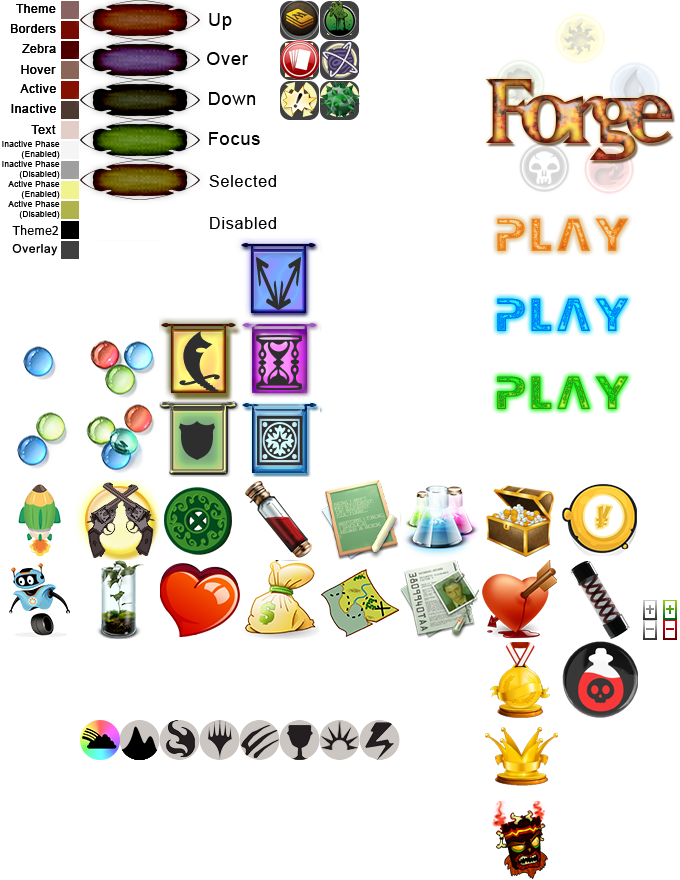 Theme
Borders
Zebra
Hover
Active
Inactive
Text
Inactive Phase
(Enabled)
Inactive Phase
(Disabled)
Active Phase
(Enabled)
Active Phase
(Disabled)
Theme2
Overlay
Up
Over
Down
Focus
Selected
Disabled
Forge
PLAY
PLAY
PLAY